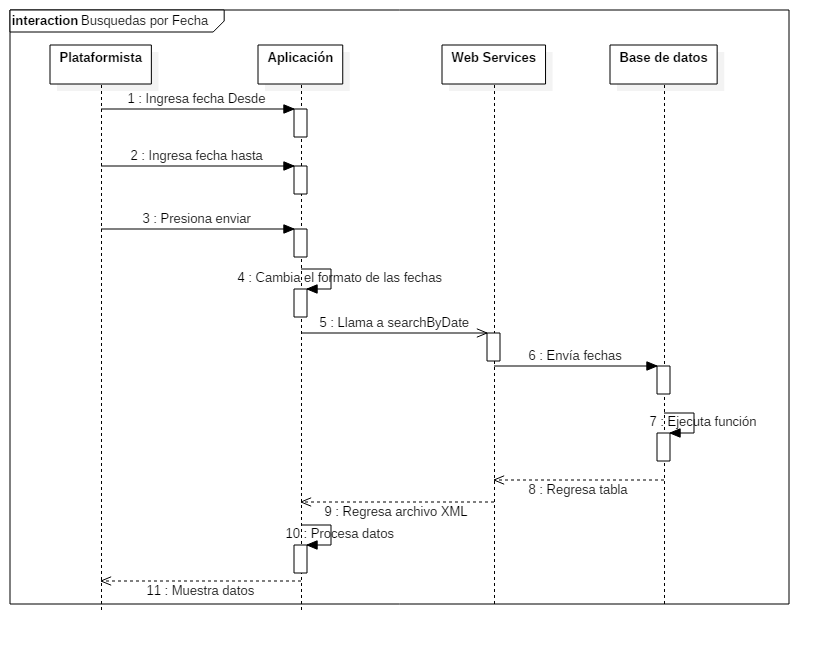 interaction Busquedas por Fecha
Plataformista
Aplicación
Web Services
Base de datos
1 : Ingresa fecha Desde
2 : Ingresa fecha hasta
3 : Presiona enviar
4 : Cambia el formato de las fechas
5 : Llama a searchByDate
6 : Envía fechas
7 : Ejecuta función
8 : Regresa tabla
9 : Regresa archivo XML
10 : Procesa datos
11 : Muestra datos